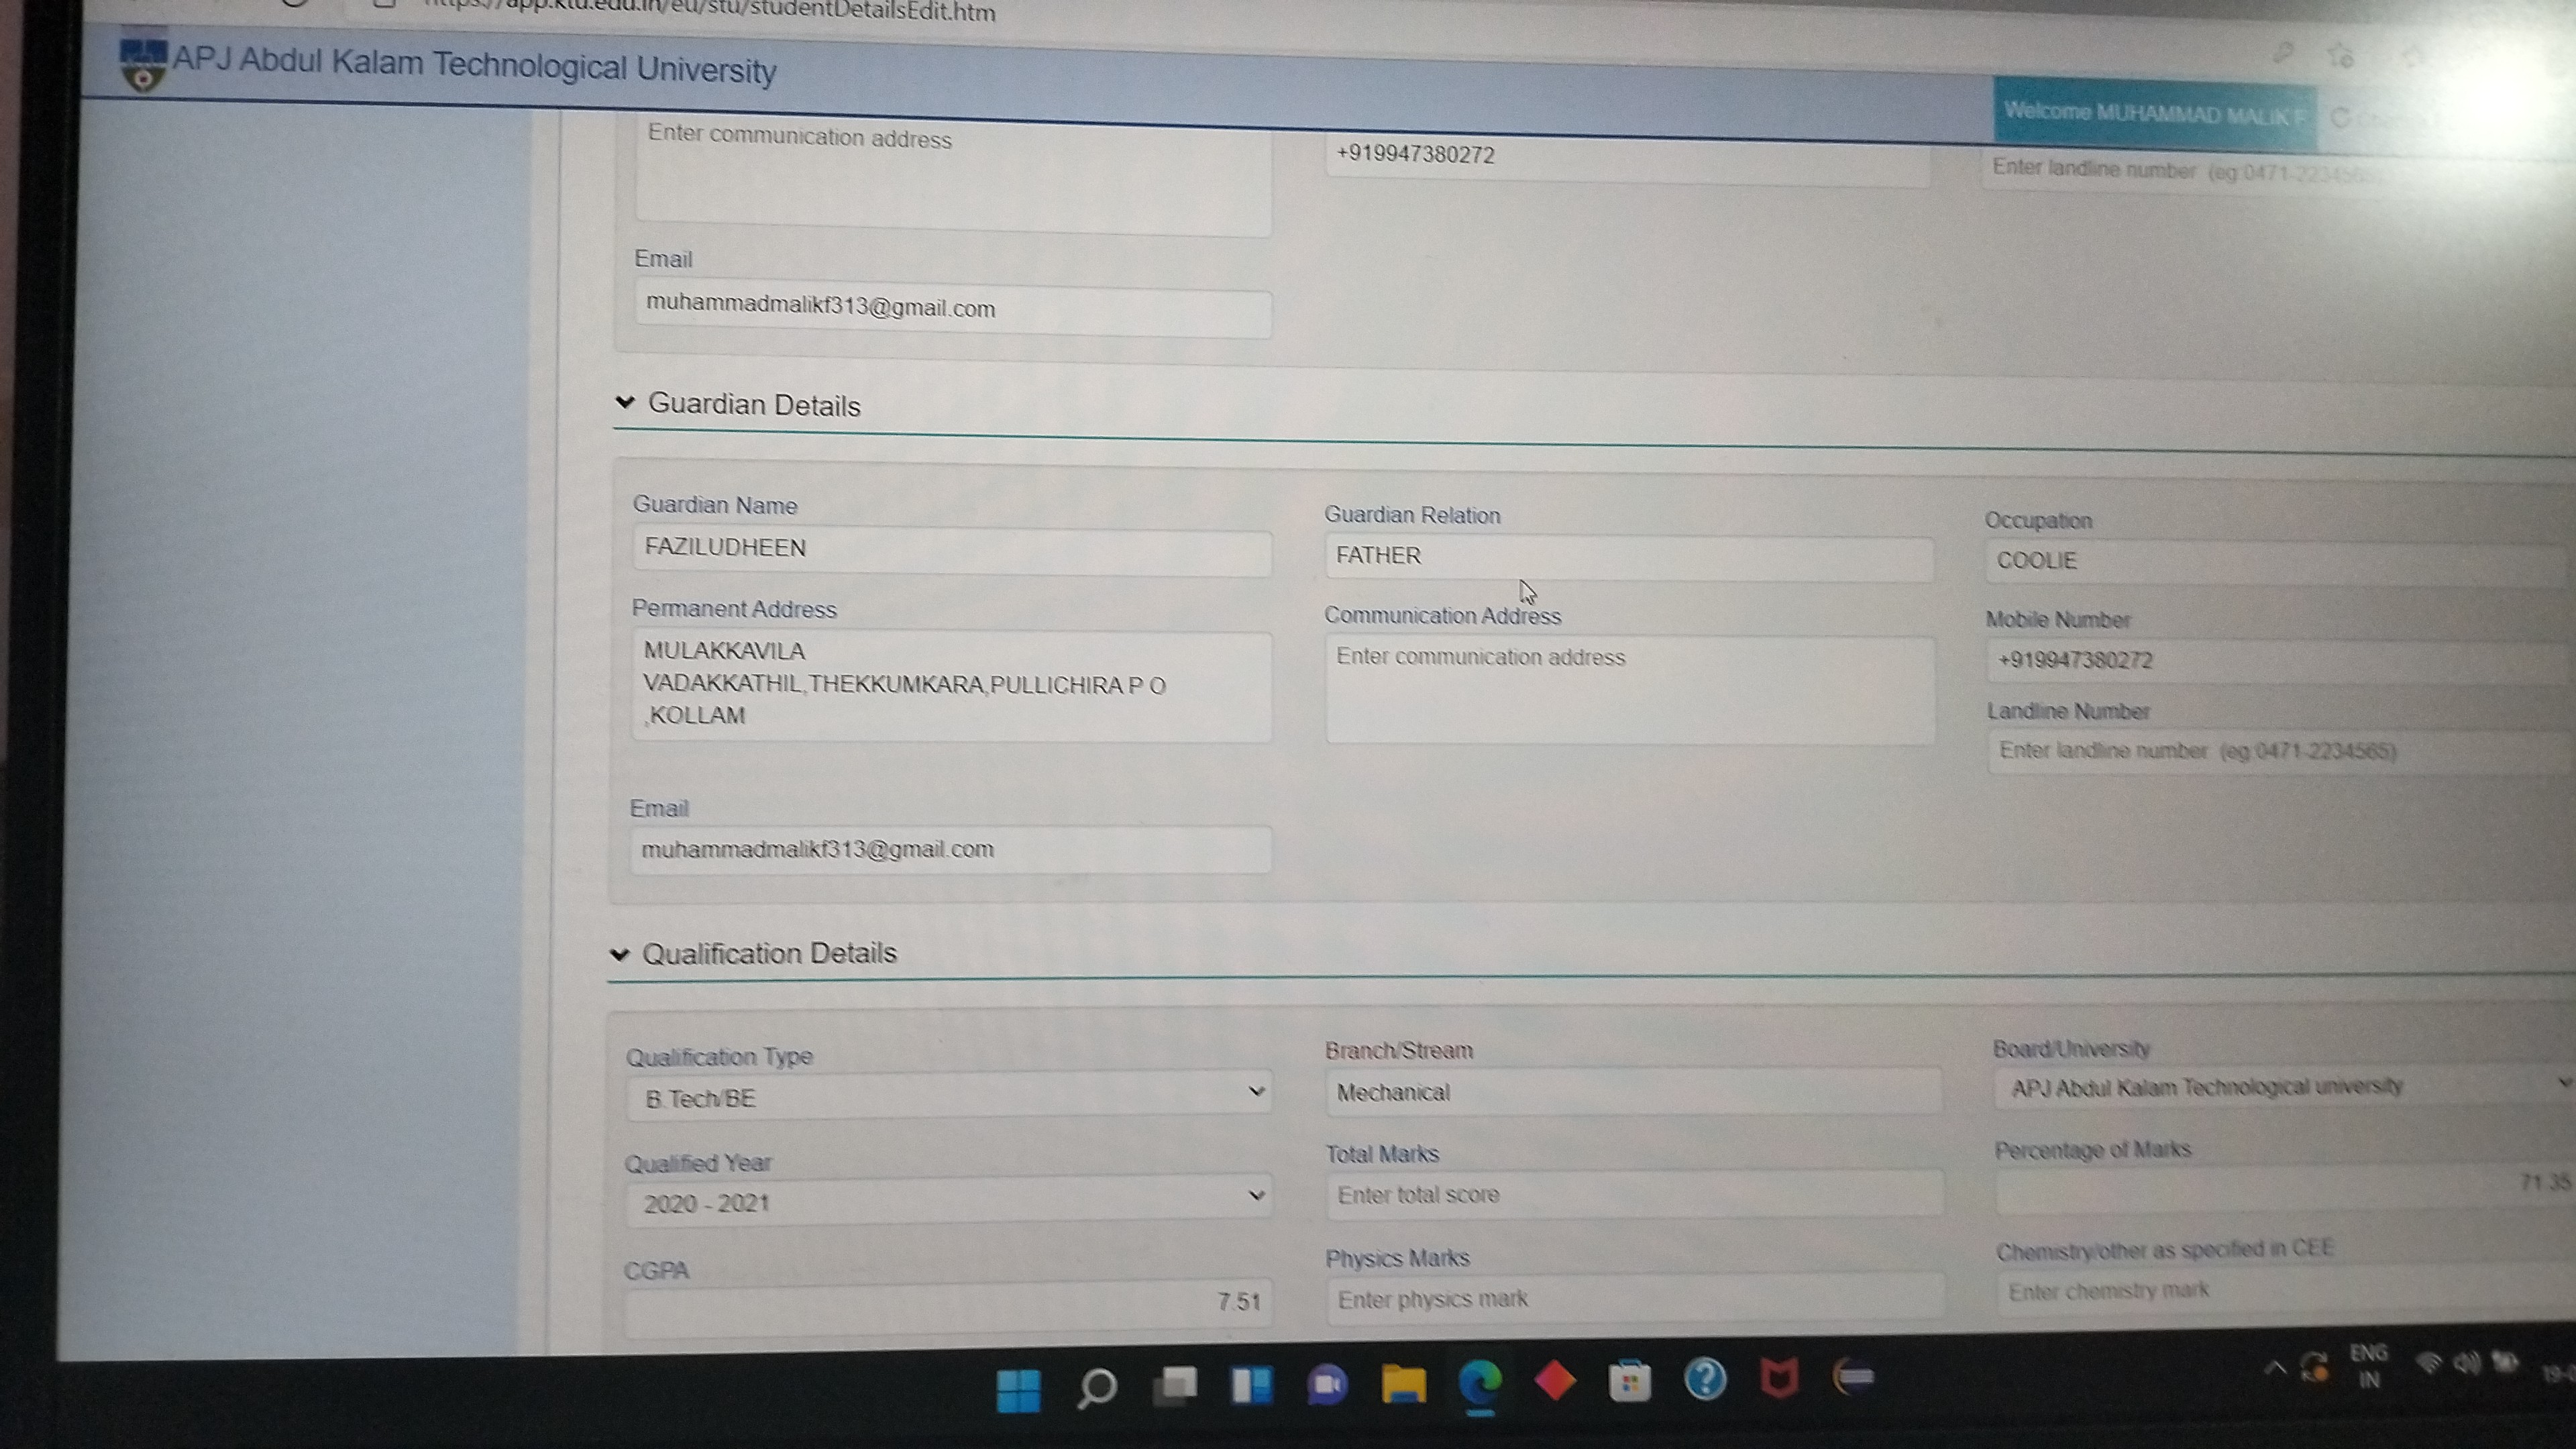 https://app.ktu.edu.in/eu/stu/studentDetailsEdit.htm
APJ Abdul Kalam Technological University
Welcome MUHAMMAD MALIK F
Enter communication address
+919947380272
Enter landline number (eg:0471-2234565)
Email
muhammadmalikf313@gmail.com
Guardian Details
Guardian Name
Guardian Relation
Occupation
FAZILUDHEEN
FATHER
COOLIE
Permanent Address
Communication Address
Mobile Number
MULAKKAVILA
VADAKKATHIL,THEKKUMKARA,PULLICHIRA P O
,KOLLAM
Enter communication address
+919947380272
Landline Number
Enter landline number (eg:0471-2234565)
Email
muhammadmalikf313@gmail.com
Qualification Details
Qualification Type
Branch/Stream
Board/University
B.Tech/BE
Mechanical
APJ Abdul Kalam Technological university
Qualified Year
Total Marks
Percentage of Marks
2020 - 2021
Enter total score
71.35
CGPA
Physics Marks
Chemistry/other as specified in CEE
7.51
Enter physics mark
Enter chemistry mark
ENG
IN